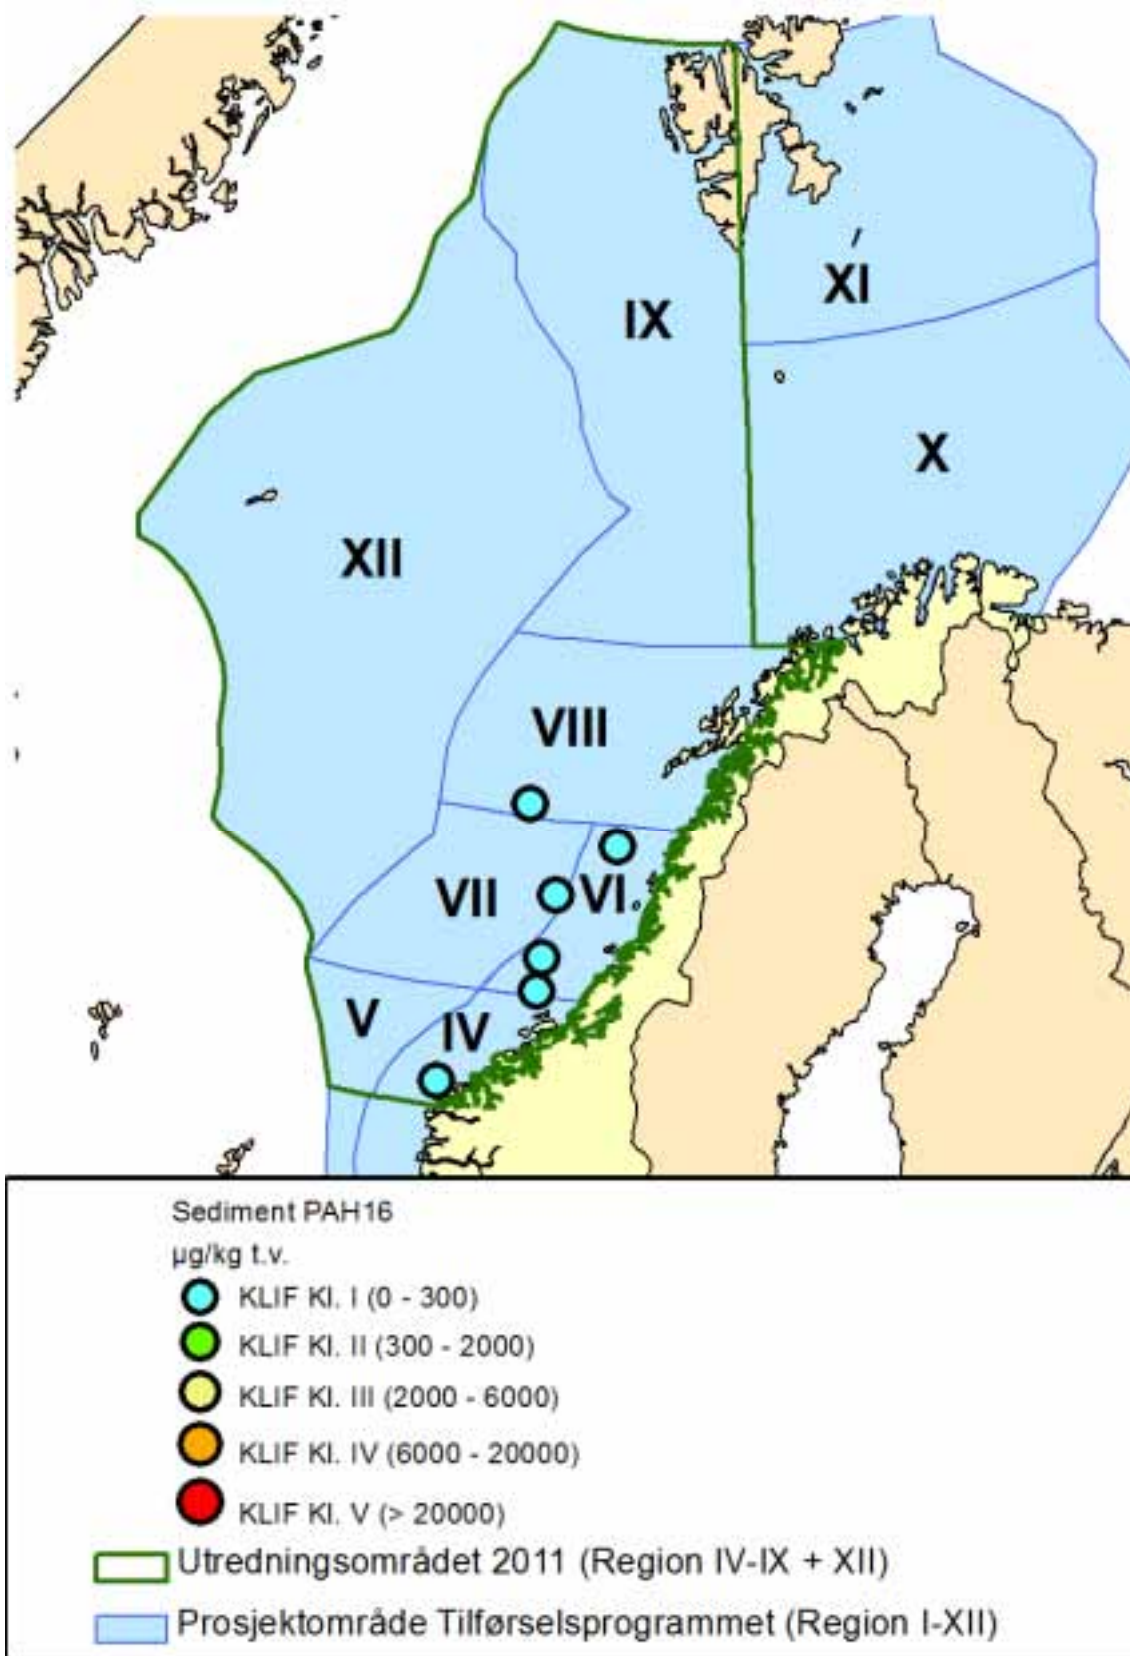 XI
IX
X
XII
VIII
VII
VI
V
IV
Sediment PAH16
µg/kg t.v.
KLIF Kl. I (0 - 300)
KLIF Kl. II (300 - 2000)
KLIF Kl. III (2000 - 6000)
KLIF Kl. IV (6000 - 20000)
KLIF Kl. V (> 20000)
Utredningsområdet 2011 (Region IV-IX + XII)
Prosjektområde Tilførselsprogrammet (Region I-XII)